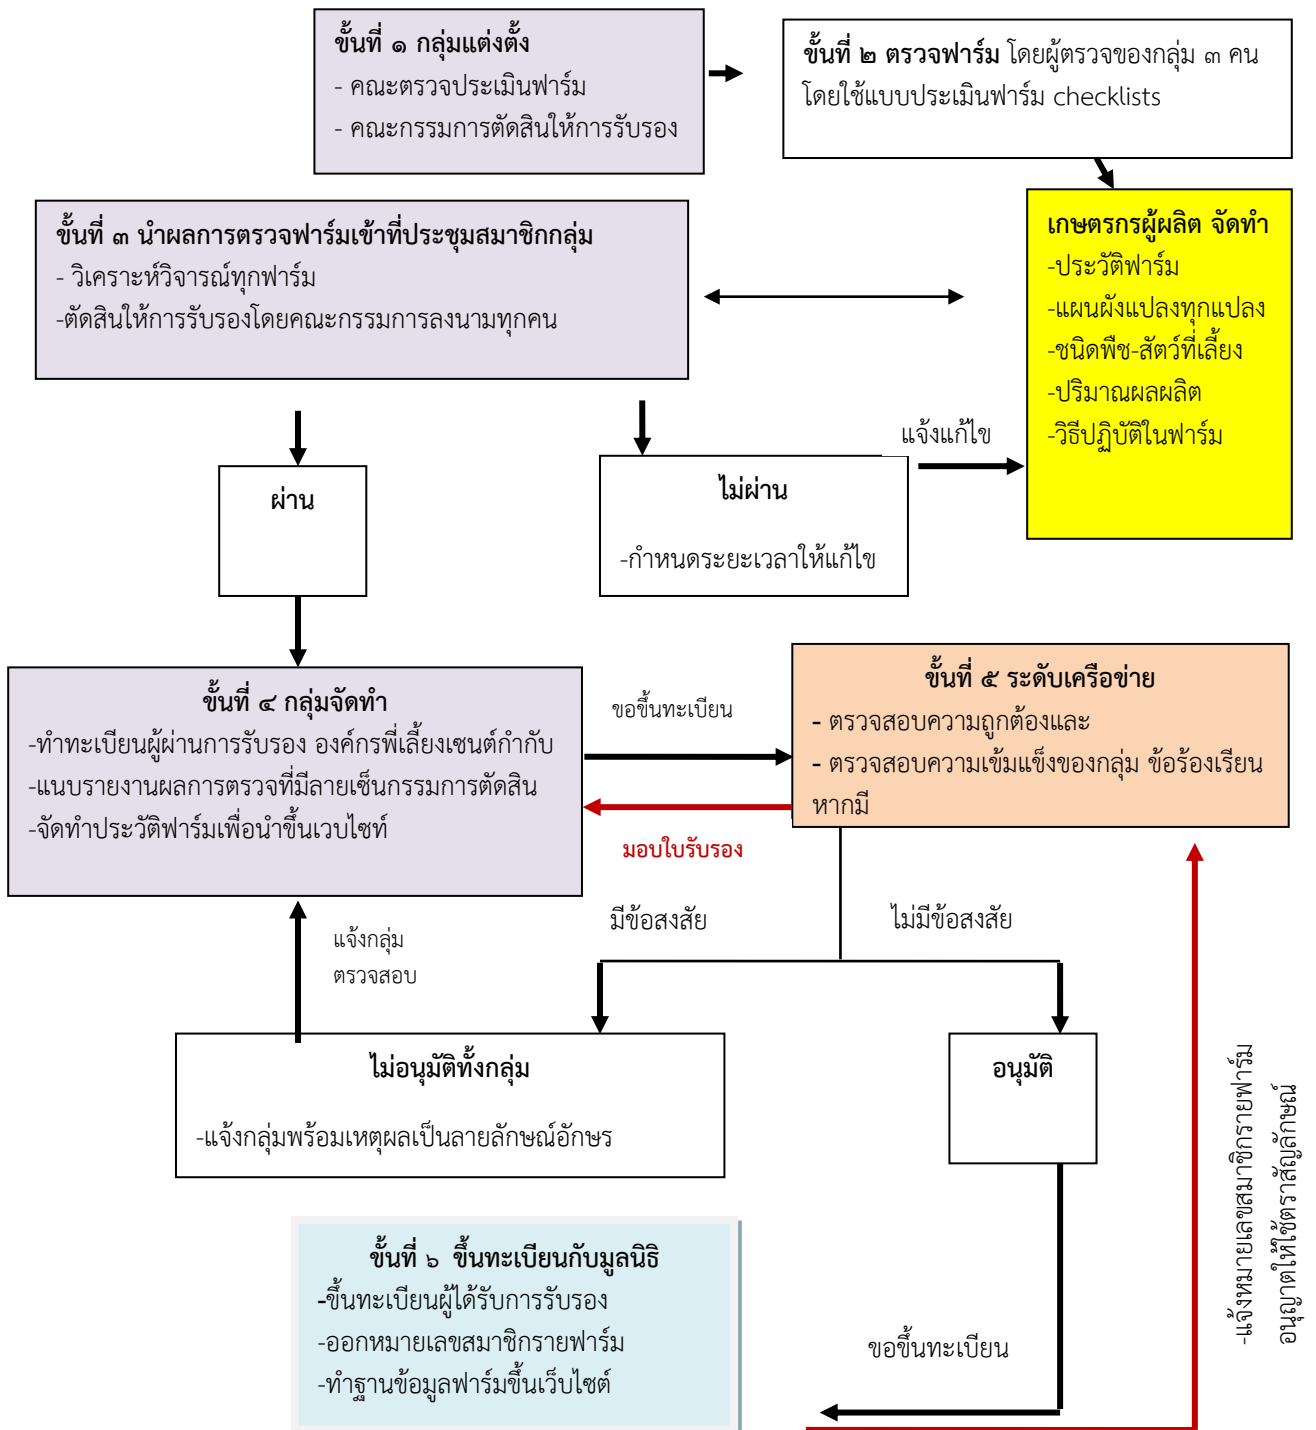 ขั้นที่ ๑ กลุ่มแต่งตั้ง
- คณะตรวจประเมินฟาร์ม
- คณะกรรมการตัดสินให้การรับรอง
ขั้นที่ ๒ ตรวจฟาร์ม โดยผู้ตรวจของกลุ่ม ๓ คน
โดยใช้แบบประเมินฟาร์ม checklists
ขั้นที่ ๓ นำผลการตรวจฟาร์มเข้าที่ประชุมสมาชิกกลุ่ม
- วิเคราะห์วิจารณ์ทุกฟาร์ม
-ตัดสินให้การรับรองโดยคณะกรรมการลงนามทุกคน
เกษตรกรผู้ผลิต จัดทำ
-ประวัติฟาร์ม
-แผนผังแปลงทุกแปลง
-ชนิดพืช-สัตว์ที่เลี้ยง
-ปริมาณผลผลิต
-วิธีปฏิบัติในฟาร์ม
แจ้งแก้ไข
ผ่าน
ไม่ผ่าน
-กำหนดระยะเวลาให้แก้ไข
ขั้นที่ ๔ กลุ่มจัดทำ
-ทำทะเบียนผู้ผ่านการรับรอง องค์กรพี่เลี้ยงเซนต์กำกับ
-แนบรายงานผลการตรวจที่มีลายเซ็นกรรมการตัดสิน
-จัดทำประวัติฟาร์มเพื่อนำขึ้นเวบไซท์
ขอขึ้นทะเบียน
มอบใบรับรอง
ขั้นที่ ๕ ระดับเครือข่าย
- ตรวจสอบความถูกต้องและ
- ตรวจสอบความเข้มแข็งของกลุ่ม ข้อร้องเรียน
หากมี
มีข้อสงสัย
ไม่มีข้อสงสัย
แจ้งกลุ่ม
ตรวจสอบ
ไม่อนุมัติทั้งกลุ่ม
-แจ้งกลุ่มพร้อมเหตุผลเป็นลายลักษณ์อักษร
อนุมัติ
-แจ้งหมายเลขสมาชิกรายฟาร์ม
อนุญาตให้ใช้ตราสัญลักษณ์
ขั้นที่ ๖ ขึ้นทะเบียนกับมูลนิธิ
-ขึ้นทะเบียนผู้ได้รับการรับรอง
-ออกหมายเลขสมาชิกรายฟาร์ม
-ทำฐานข้อมูลฟาร์มขึ้นเว็บไซต์
ขอขึ้นทะเบียน